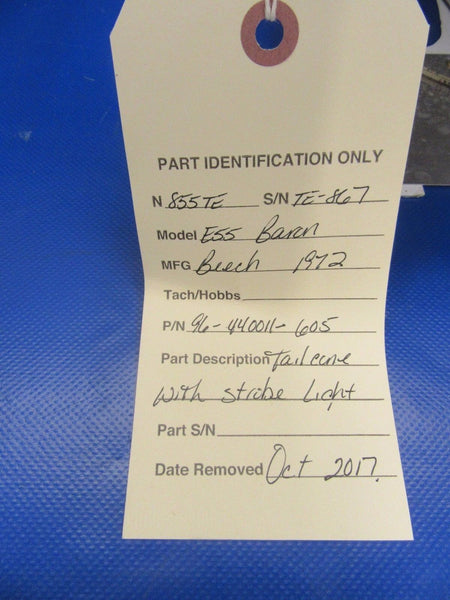 PART IDENTIFICATION ONLY
N 855TE S/N TE-867
Model E55 Baron
MFG Beech 1972
Tach/Hobbs
P/N 96-440011-605
Part Description Tailcone
with strobe Light
Part S/N
Date Removed Oct 2017.